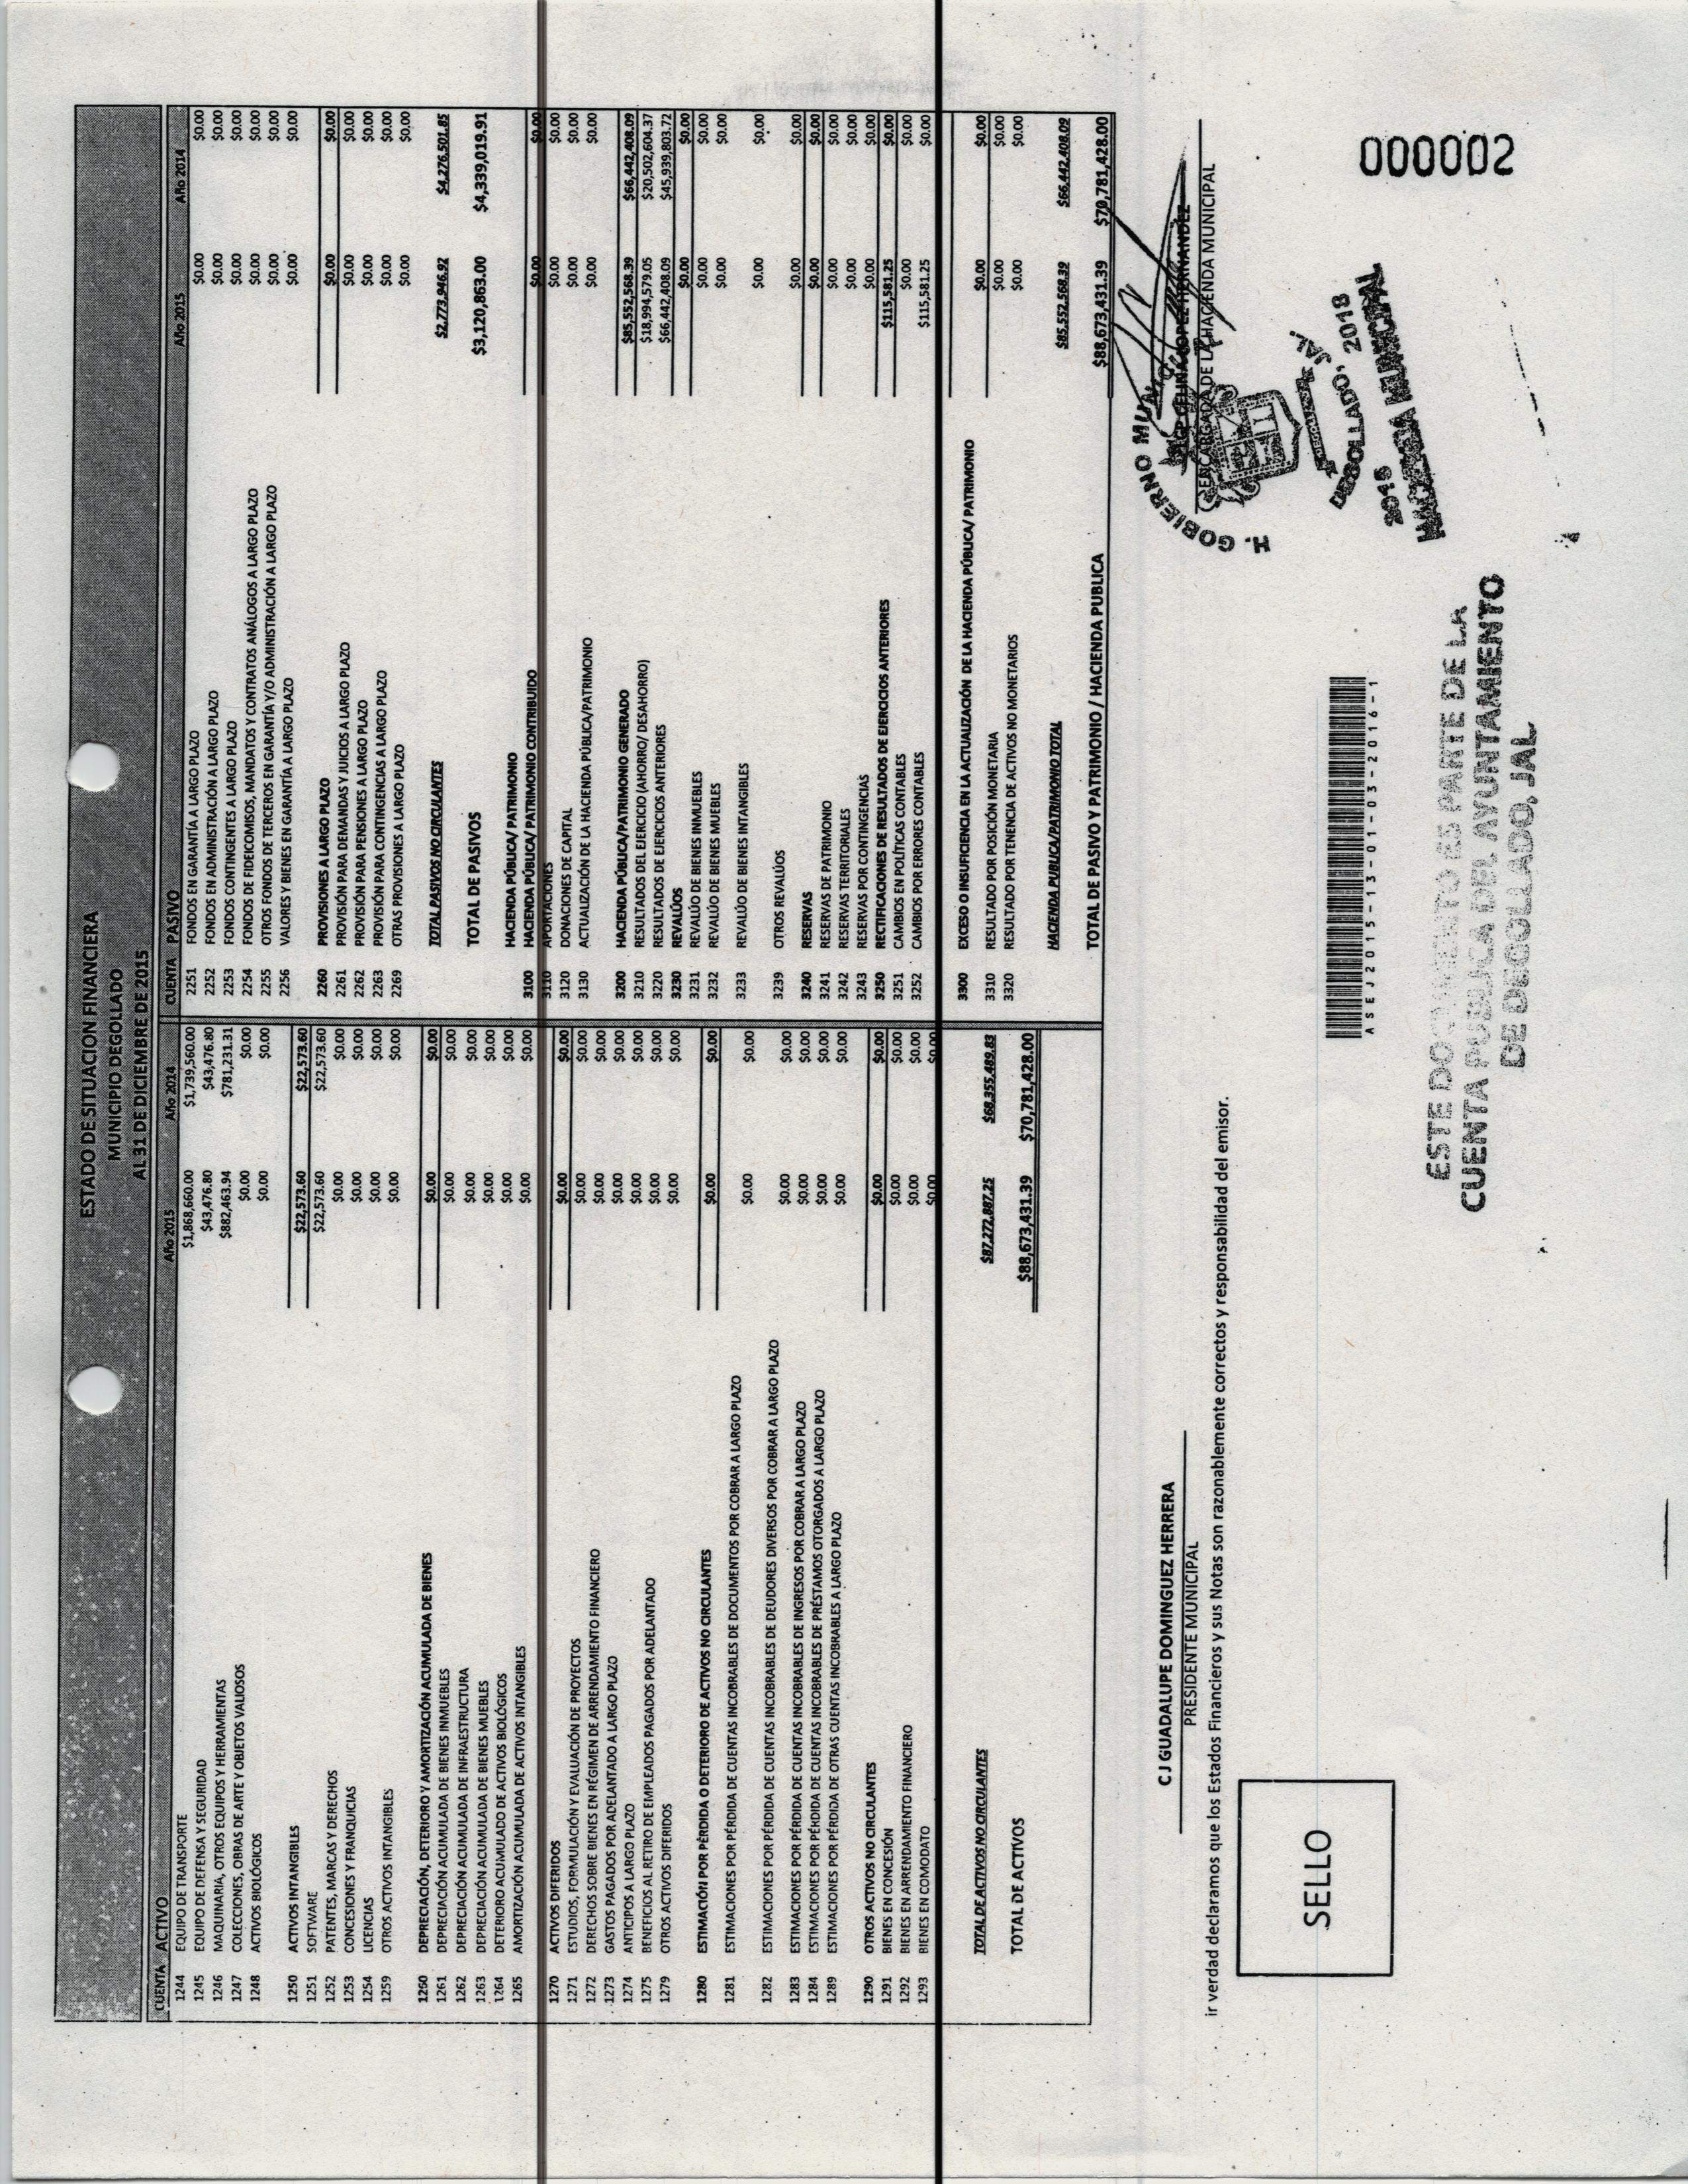 ESTADO DE SITUACION FINANCIERA
MUNICIPIO DEGOLLADO
AL 31 DE DICIEMBRE DE 2015
CUENTA ACTIVO Año 2015 Año 2014
1244 EQUIPO DE TRANSPORTE $1,868,660.00 $1,739,560.00
1245 EQUIPO DE DEFENSA Y SEGURIDAD $43,476.80 $43,476.80
1246 MAQUINARIA, OTROS EQUIPOS Y HERRAMIENTAS $882,463.94 $781,231.31
1247 COLECCIONES, OBRAS DE ARTE Y OBJETOS VALIOSOS $0.00 $0.00
1248 ACTIVOS BIOLÓGICOS $0.00 $0.00
1250 ACTIVOS INTANGIBLES $22,573.60 $22,573.60
1251 SOFTWARE $22,573.60 $22,573.60
1252 PATENTES, MARCAS Y DERECHOS $0.00 $0.00
1253 CONCESIONES Y FRANQUICIAS $0.00 $0.00
1254 LICENCIAS $0.00 $0.00
1259 OTROS ACTIVOS INTANGIBLES $0.00 $0.00
1260 DEPRECIACIÓN, DETERIORO Y AMORTIZACIÓN ACUMULADA DE BIENES $0.00 $0.00
1261 DEPRECIACIÓN ACUMULADA DE BIENES INMUEBLES $0.00 $0.00
1262 DEPRECIACIÓN ACUMULADA DE INFRAESTRUCTURA $0.00 $0.00
1263 DEPRECIACIÓN ACUMULADA DE BIENES MUEBLES $0.00 $0.00
1264 DETERIORO ACUMULADO DE ACTIVOS BIOLÓGICOS $0.00 $0.00
1265 AMORTIZACIÓN ACUMULADA DE ACTIVOS INTANGIBLES $0.00 $0.00
1270 ACTIVOS DIFERIDOS $0.00 $0.00
1271 ESTUDIOS, FORMULACIÓN Y EVALUACIÓN DE PROYECTOS $0.00 $0.00
1272 DERECHOS SOBRE BIENES EN RÉGIMEN DE ARRENDAMIENTO FINANCIERO $0.00 $0.00
1273 GASTOS PAGADOS POR ADELANTADO A LARGO PLAZO $0.00 $0.00
1274 ANTICIPOS A LARGO PLAZO $0.00 $0.00
1275 BENEFICIOS AL RETIRO DE EMPLEADOS PAGADOS POR ADELANTADO $0.00 $0.00
1279 OTROS ACTIVOS DIFERIDOS $0.00 $0.00
1280 ESTIMACIÓN POR PÉRDIDA O DETERIORO DE ACTIVOS NO CIRCULANTES $0.00 $0.00
1281 ESTIMACIONES POR PÉRDIDA DE CUENTAS INCOBRABLES DE DOCUMENTOS POR COBRAR A LARGO PLAZO $0.00 $0.00
1282 ESTIMACIONES POR PÉRDIDA DE CUENTAS INCOBRABLES DE DEUDORES DIVERSOS POR COBRAR A LARGO PLAZO $0.00 $0.00
1283 ESTIMACIONES POR PÉRDIDA DE CUENTAS INCOBRABLES DE INGRESOS POR COBRAR A LARGO PLAZO $0.00 $0.00
1284 ESTIMACIONES POR PÉRDIDA DE CUENTAS INCOBRABLES DE PRÉSTAMOS OTORGADOS A LARGO PLAZO $0.00 $0.00
1289 ESTIMACIONES POR PÉRDIDA DE OTRAS CUENTAS INCOBRABLES A LARGO PLAZO $0.00 $0.00
1290 OTROS ACTIVOS NO CIRCULANTES $0.00 $0.00
1291 BIENES EN CONCESIÓN $0.00 $0.00
1292 BIENES EN ARRENDAMIENTO FINANCIERO $0.00 $0.00
1293 BIENES EN COMODATO $0.00 $0.00
TOTAL DE ACTIVOS NO CIRCULANTES $87,272,887.25 $68,355,489.83
TOTAL DE ACTIVOS $88,673,431.39 $70,781,428.00
CUENTA PASIVO Año 2015 Año 2014
2251 FONDOS EN GARANTÍA A LARGO PLAZO $0.00 $0.00
2252 FONDOS EN ADMINISTRACIÓN A LARGO PLAZO $0.00 $0.00
2253 FONDOS CONTINGENTES A LARGO PLAZO $0.00 $0.00
2254 FONDOS DE FIDEICOMISOS, MANDATOS Y CONTRATOS ANÁLOGOS A LARGO PLAZO $0.00 $0.00
2255 OTROS FONDOS DE TERCEROS EN GARANTÍA Y/O ADMINISTRACIÓN A LARGO PLAZO $0.00 $0.00
2256 VALORES Y BIENES EN GARANTÍA A LARGO PLAZO $0.00 $0.00
2260 PROVISIONES A LARGO PLAZO $0.00 $0.00
2261 PROVISIÓN PARA DEMANDAS Y JUICIOS A LARGO PLAZO $0.00 $0.00
2262 PROVISIÓN PARA PENSIONES A LARGO PLAZO $0.00 $0.00
2263 PROVISIÓN PARA CONTINGENCIAS A LARGO PLAZO $0.00 $0.00
2269 OTRAS PROVISIONES A LARGO PLAZO $0.00 $0.00
TOTAL PASIVOS NO CIRCULANTES $2,773,946.92 $4,276,501.85
TOTAL DE PASIVOS $3,120,863.00 $4,339,019.91
HACIENDA PÚBLICA/ PATRIMONIO
3100 HACIENDA PÚBLICA/ PATRIMONIO CONTRIBUIDO $0.00 $0.00
3110 APORTACIONES $0.00 $0.00
3120 DONACIONES DE CAPITAL $0.00 $0.00
3130 ACTUALIZACIÓN DE LA HACIENDA PÚBLICA/PATRIMONIO $0.00 $0.00
3200 HACIENDA PÚBLICA/PATRIMONIO GENERADO $85,552,568.39 $66,442,408.09
3210 RESULTADOS DEL EJERCICIO (AHORRO/ DESAHORRO) $18,994,579.05 $20,502,604.37
3220 RESULTADOS DE EJERCICIOS ANTERIORES $66,442,408.09 $45,939,803.72
3230 REVALÚOS $0.00 $0.00
3231 REVALÚO DE BIENES INMUEBLES $0.00 $0.00
3232 REVALÚO DE BIENES MUEBLES $0.00 $0.00
3233 REVALÚO DE BIENES INTANGIBLES $0.00 $0.00
3239 OTROS REVALÚOS $0.00 $0.00
3240 RESERVAS $0.00 $0.00
3241 RESERVAS DE PATRIMONIO $0.00 $0.00
3242 RESERVAS TERRITORIALES $0.00 $0.00
3243 RESERVAS POR CONTINGENCIAS $0.00 $0.00
3250 RECTIFICACIONES DE RESULTADOS DE EJERCICIOS ANTERIORES $115,581.25 $0.00
3251 CAMBIOS EN POLÍTICAS CONTABLES $0.00 $0.00
3252 CAMBIOS POR ERRORES CONTABLES $115,581.25 $0.00
3300 EXCESO O INSUFICIENCIA EN LA ACTUALIZACIÓN DE LA HACIENDA PÚBLICA/ PATRIMONIO $0.00 $0.00
3310 RESULTADO POR POSICIÓN MONETARIA $0.00 $0.00
3320 RESULTADO POR TENENCIA DE ACTIVOS NO MONETARIOS $0.00 $0.00
HACIENDA PUBLICA/PATRIMONIO TOTAL $85,552,568.39 $66,442,408.09
TOTAL DE PASIVO Y PATRIMONIO / HACIENDA PUBLICA $88,673,431.39 $70,781,428.00
C J GUADALUPE DOMINGUEZ HERRERA
PRESIDENTE MUNICIPAL
CELINA LOPEZ HERNANDEZ
ENCARGADA DE LA HACIENDA MUNICIPAL
ir verdad declaramos que los Estados Financieros y sus Notas son razonablemente correctos y responsabilidad del emisor.
SELLO
ASEJ2015-13-01-03-2016-1
H. GOBIERNO
DEGOLLADO, JAL.
2015 2018
HACIENDA MUNICIPAL
ESTE DOCUMENTO ES PARTE DE LA
CUENTA PUBLICA DEL AYUNTAMIENTO
DE DEGOLLADO, JAL
000002